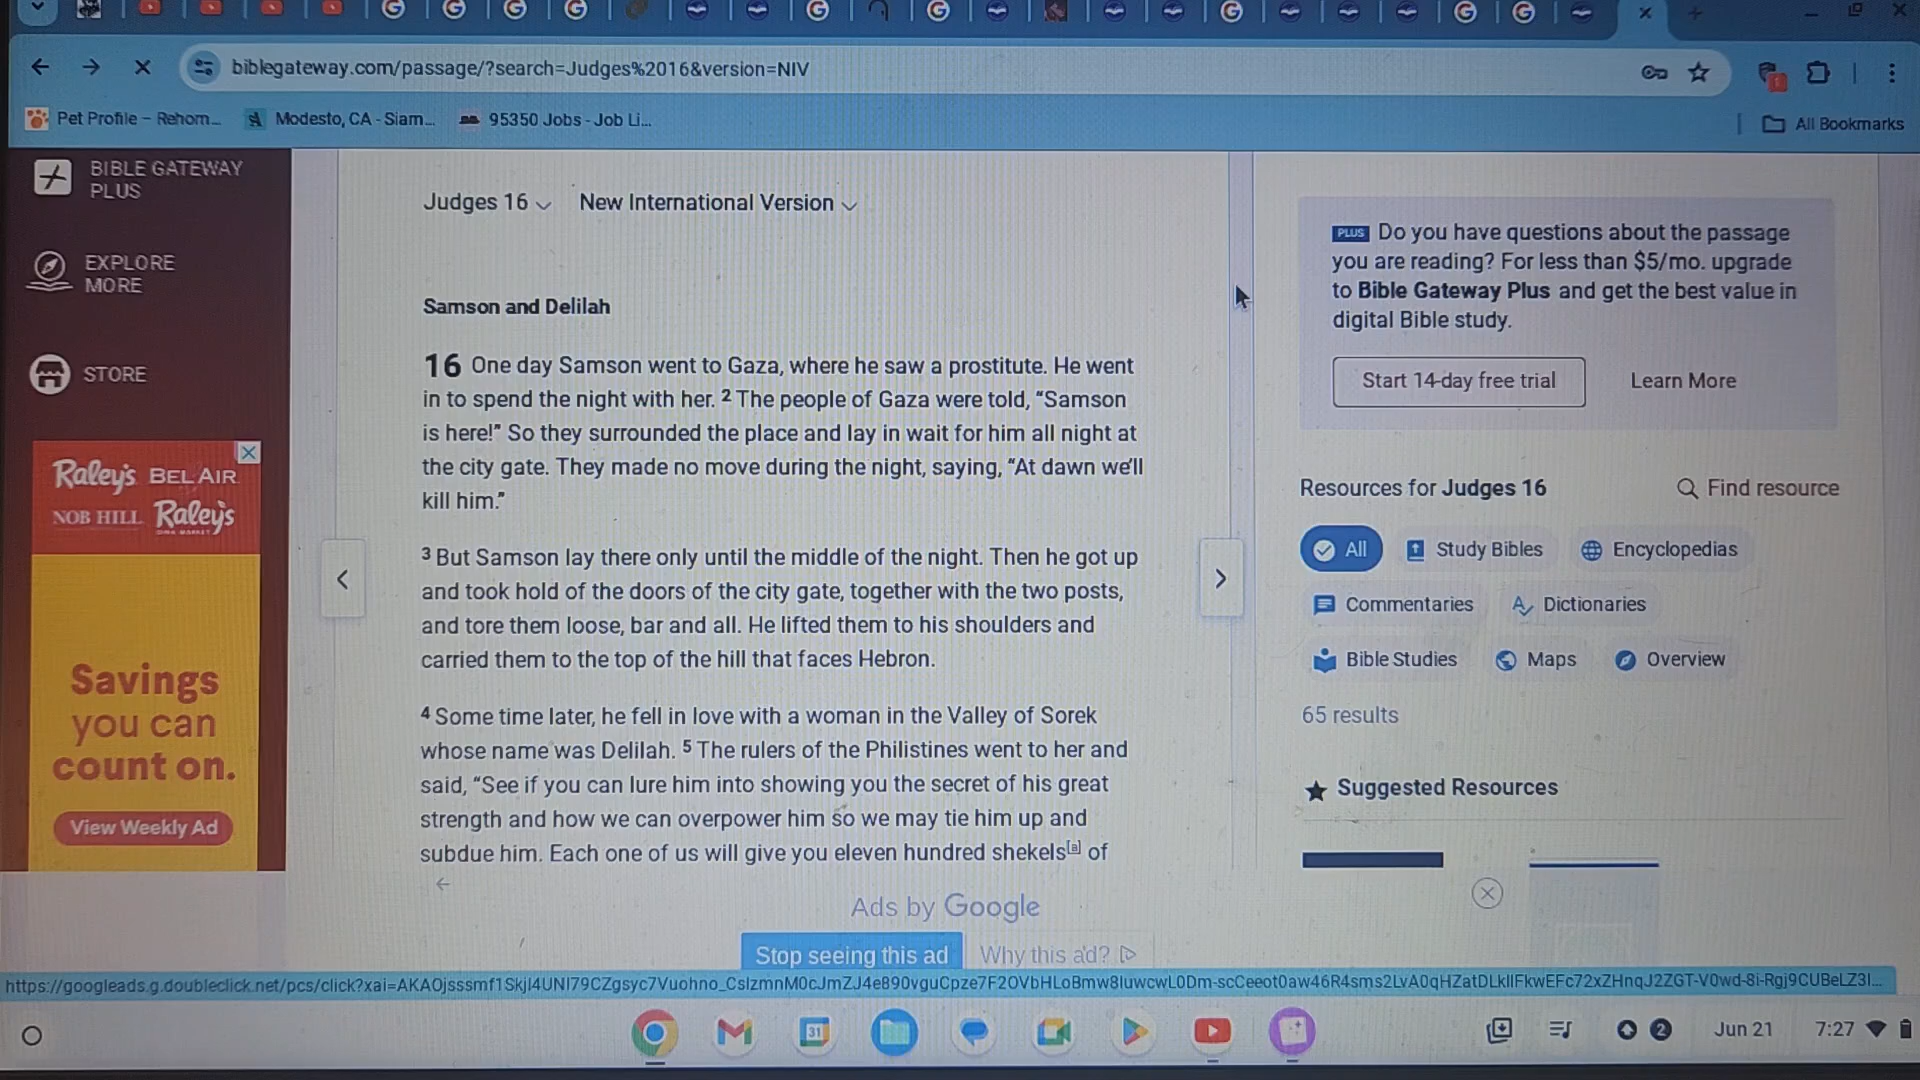 biblegateway.com/passage/?search=Judges%2016&version=NIV
Pet Profile – Rehom...
Modesto, CA - Siam...
95350 Jobs - Job Li...
All Bookmarks
BIBLE GATEWAY
PLUS
EXPLORE
MORE
STORE
Raley's BEL AIR
NOB HILL Raley's
Savings
you can
count on.
View Weekly Ad
Judges 16
New International Version
Samson and Delilah
16 One day Samson went to Gaza, where he saw a prostitute. He went
in to spend the night with her. 2 The people of Gaza were told, “Samson
is here!” So they surrounded the place and lay in wait for him all night at
the city gate. They made no move during the night, saying, “At dawn we’ll
kill him.”
3 But Samson lay there only until the middle of the night. Then he got up
and took hold of the doors of the city gate, together with the two posts,
and tore them loose, bar and all. He lifted them to his shoulders and
carried them to the top of the hill that faces Hebron.
4 Some time later, he fell in love with a woman in the Valley of Sorek
whose name was Delilah. 5 The rulers of the Philistines went to her and
said, “See if you can lure him into showing you the secret of his great
strength and how we can overpower him so we may tie him up and
subdue him. Each one of us will give you eleven hundred shekels[a] of
Ads by Google
Stop seeing this ad
Why this ad?
PLUS Do you have questions about the passage
you are reading? For less than $5/mo. upgrade
to Bible Gateway Plus and get the best value in
digital Bible study.
Start 14-day free trial
Learn More
Resources for Judges 16
Find resource
All
Study Bibles
Encyclopedias
Commentaries
Dictionaries
Bible Studies
Maps
Overview
65 results
Suggested Resources
31
2
Jun 21
7:27